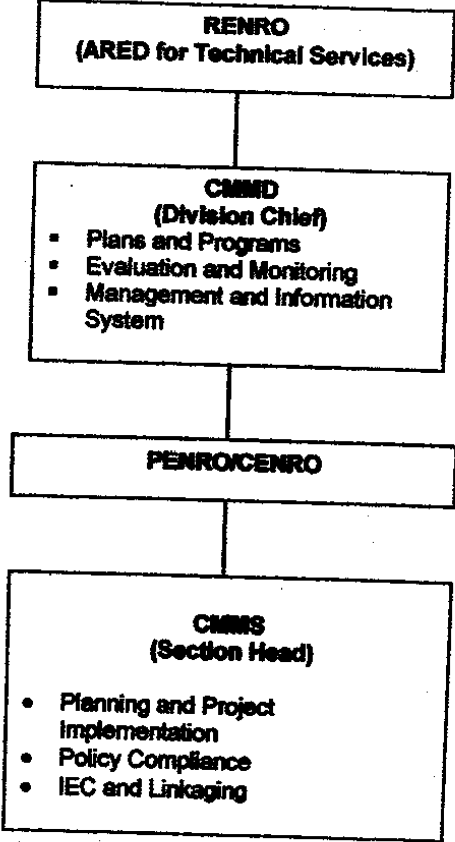 RENRO
(ARED for Technical Services)
CMMD
(Division Chief)
▪ Plans and Programs
▪ Evaluation and Monitoring
▪ Management and Information
System
PENRO/CENRO
CMMS
(Section Head)
• Planning and Project
Implementation
• Policy Compliance
• IEC and Linkaging